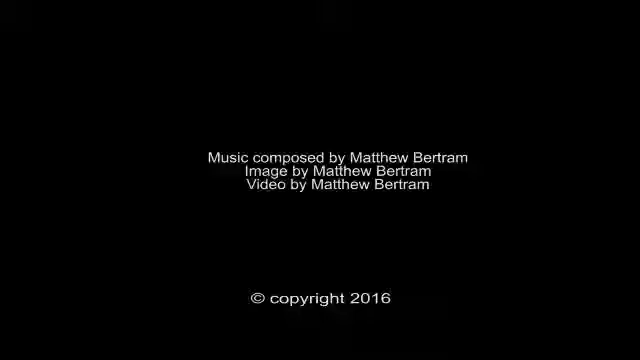 Music composed by Matthew Bertram
Image by Matthew Bertram
Video by Matthew Bertram
© copyright 2016